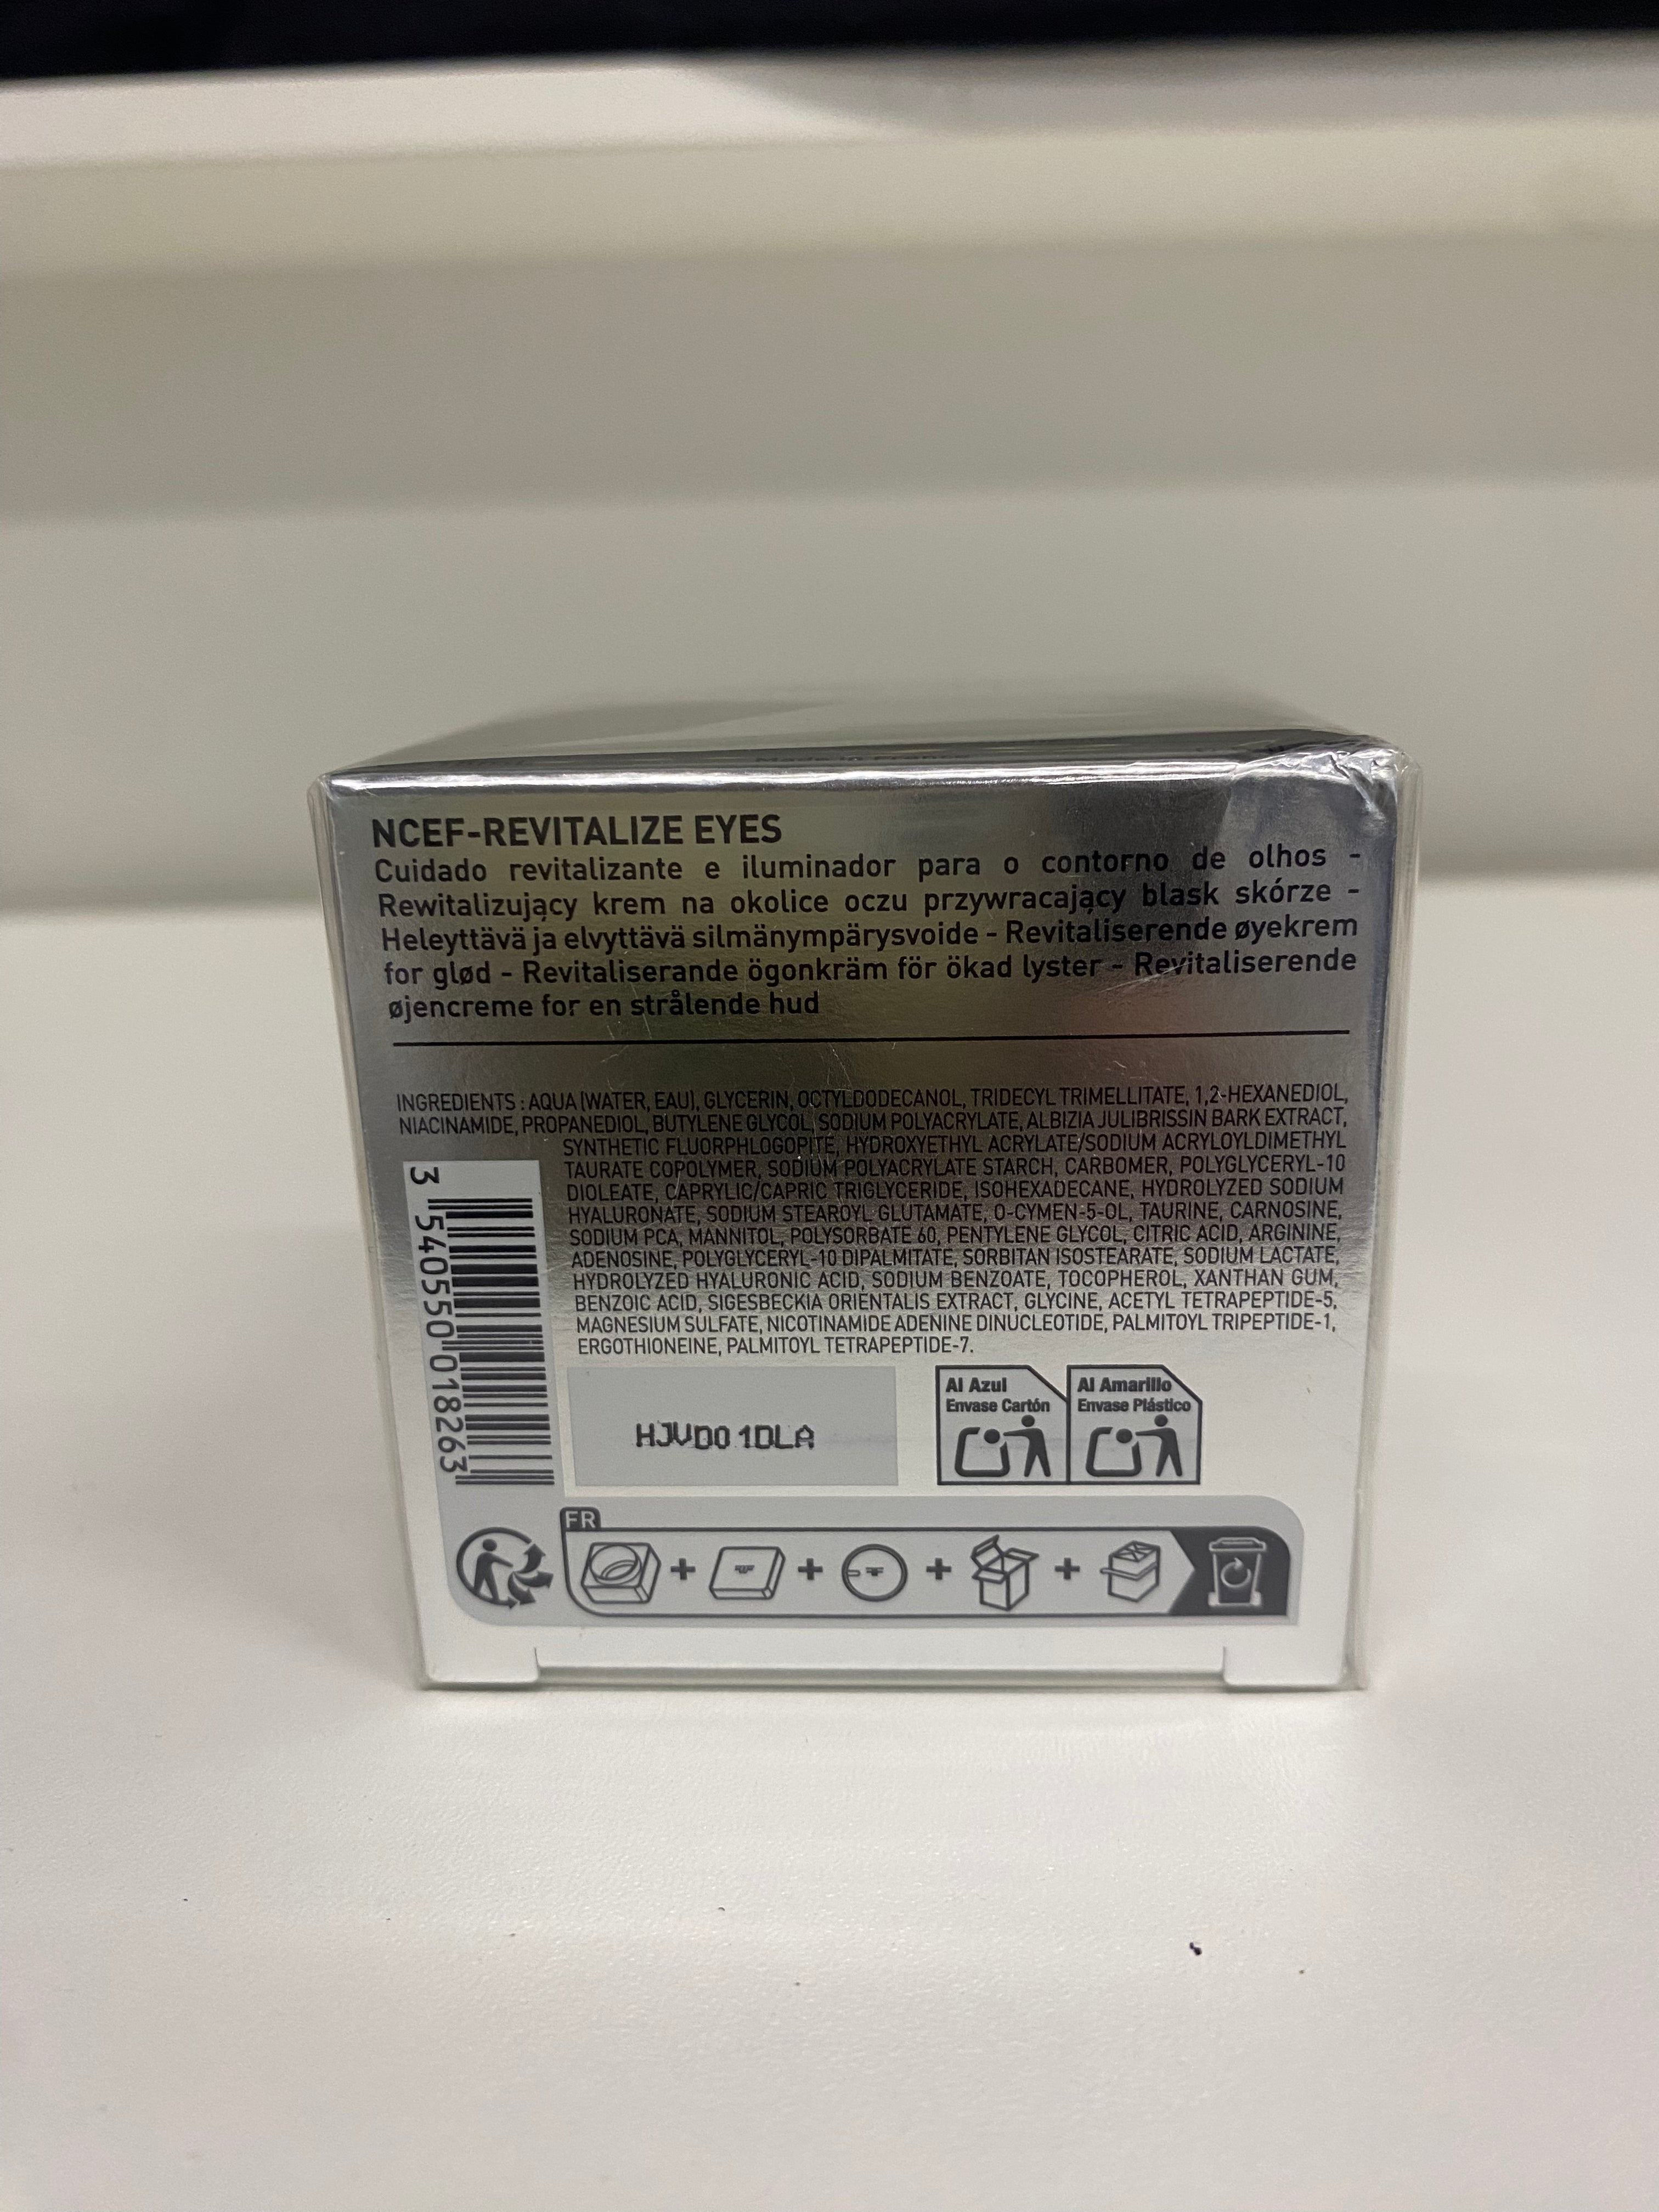 NCEF-REVITALIZE EYES
Cuidado revitalizante e iluminador para o contorno de olhos -
Rewitalizujący krem na okolice oczu przywracający blask skórze -
Heleyttävä ja elvyttävä silmänympärysvoide - Revitaliserende øyekrem
for glød - Revitaliserande ögonkräm för ökad lyster - Revitaliserende
øjencreme for en strålende hud
INGREDIENTS : AQUA (WATER, EAU), GLYCERIN, OCTYLDODECANOL, TRIDECYL TRIMELLITATE, 1,2-HEXANEDIOL,
NIACINAMIDE, PROPANEDIOL, BUTYLENE GLYCOL, SODIUM POLYACRYLATE, ALBIZIA JULIBRISSIN BARK EXTRACT,
SYNTHETIC FLUORPHLOGOPITE, HYDROXYETHYL ACRYLATE/SODIUM ACRYLOYLDIMETHYL
TAURATE COPOLYMER, SODIUM POLYACRYLATE STARCH, CARBOMER, POLYGLYCERYL-10
DIOLEATE, CAPRYLIC/CAPRIC TRIGLYCERIDE, ISOHEXADECANE, HYDROLYZED SODIUM
HYALURONATE, SODIUM STEAROYL GLUTAMATE, O-CYMEN-5-OL, TAURINE, CARNOSINE,
SODIUM PCA, MANNITOL, POLYSORBATE 60, PENTYLENE GLYCOL, CITRIC ACID, ARGININE,
ADENOSINE, POLYGLYCERYL-10 DIPALMITATE, SORBITAN ISOSTEARATE, SODIUM LACTATE,
HYDROLYZED HYALURONIC ACID, SODIUM BENZOATE, TOCOPHEROL, XANTHAN GUM,
BENZOIC ACID, SIGESBECKIA ORIENTALIS EXTRACT, GLYCINE, ACETYL TETRAPEPTIDE-5,
MAGNESIUM SULFATE, NICOTINAMIDE ADENINE DINUCLEOTIDE, PALMITOYL TRIPEPTIDE-1,
ERGOTHIONEINE, PALMITOYL TETRAPEPTIDE-7.
3 540550 018263
HJVD01DLA
Al Azul
Envase Cartón
Al Amarillo
Envase Plástico
FR